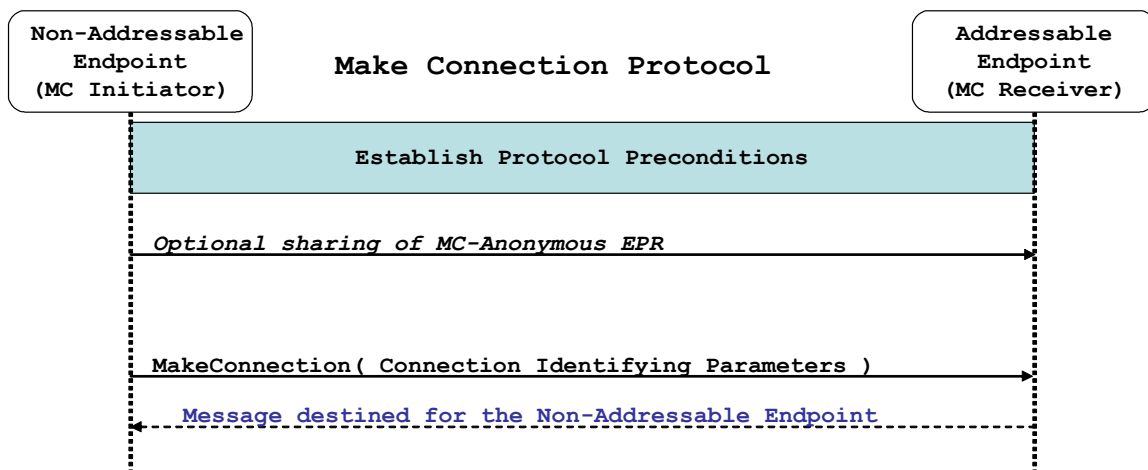 Non-Addressable
Endpoint
(MC Initiator)
Make Connection Protocol
Addressable
Endpoint
(MC Receiver)
Establish Protocol Preconditions
Optional sharing of MC-Anonymous EPR
MakeConnection( Connection Identifying Parameters )
Message destined for the Non-Addressable Endpoint